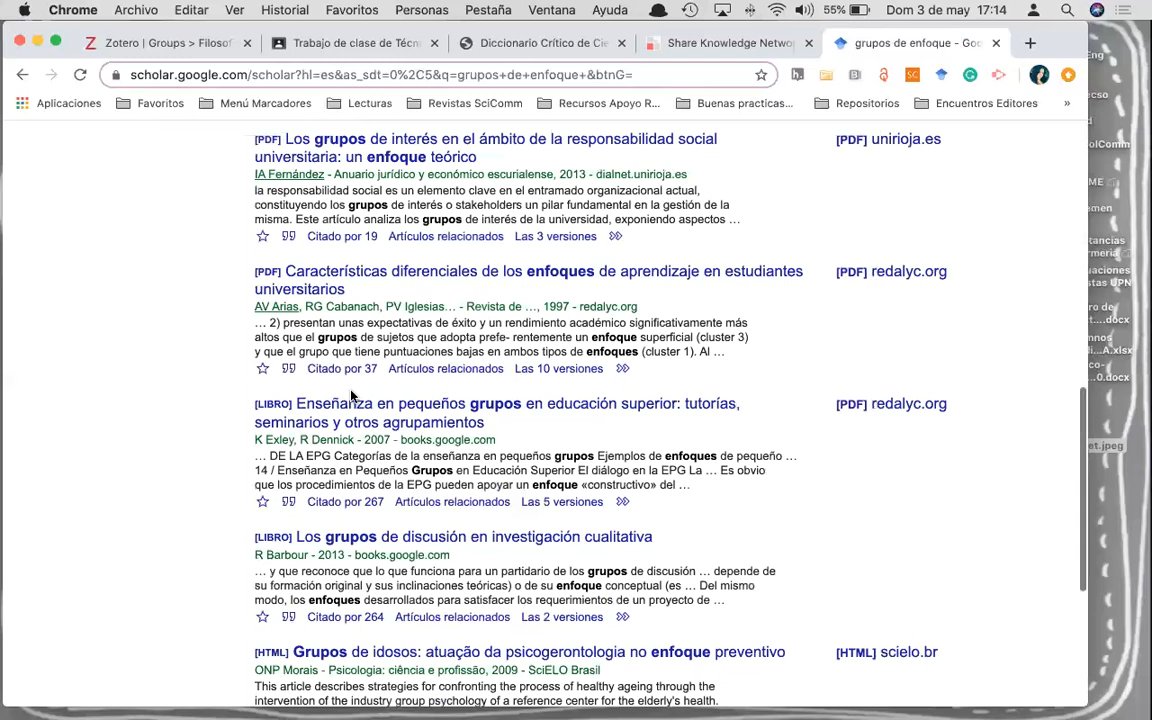 Chrome Archivo Editar Ver Historial Favoritos Personas Pestaña Ventana Ayuda 55% Dom 3 de may 17:14
Zotero | Groups > Filosof Trabajo de clase de Técn Diccionario Crítico de Cie Share Knowledge Netwo grupos de enfoque - Goo
scholar.google.com/scholar?hl=es&as_sdt=0%2C5&q=grupos+de+enfoque+&btnG=
Aplicaciones Favoritos Menú Marcadores Lecturas Revistas SciComm Recursos Apoyo R... Buenas practicas... Repositorios Encuentros Editores »
[PDF] Los grupos de interés en el ámbito de la responsabilidad social [PDF] unirioja.es
universitaria: un enfoque teórico
IA Fernández - Anuario jurídico y económico escurialense, 2013 - dialnet.unirioja.es
la responsabilidad social es un elemento clave en el entramado organizacional actual,
constituyendo los grupos de interés o stakeholders un pilar fundamental en la gestión de la
misma. Este artículo analiza los grupos de interés de la universidad, exponiendo aspectos …
Citado por 19 Artículos relacionados Las 3 versiones
[PDF] Características diferenciales de los enfoques de aprendizaje en estudiantes [PDF] redalyc.org
universitarios
AV Arias, RG Cabanach, PV Iglesias… - Revista de …, 1997 - redalyc.org
… 2) presentan unas expectativas de éxito y un rendimiento académico significativamente más
altos que el grupos de sujetos que adopta prefe- rentemente un enfoque superficial (cluster 3)
y que el grupo que tiene puntuaciones bajas en ambos tipos de enfoques (cluster 1). Al …
Citado por 37 Artículos relacionados Las 10 versiones
[LIBRO] Enseñanza en pequeños grupos en educación superior: tutorías, [PDF] redalyc.org
seminarios y otros agrupamientos
K Exley, R Dennick - 2007 - books.google.com
… DE LA EPG Categorías de la enseñanza en pequeños grupos Ejemplos de enfoques de pequeño …
14 / Enseñanza en Pequeños Grupos en Educación Superior El diálogo en la EPG La … Es obvio
que los procedimientos de la EPG pueden apoyar un enfoque «constructivo» del …
Citado por 267 Artículos relacionados Las 5 versiones
[LIBRO] Los grupos de discusión en investigación cualitativa
R Barbour - 2013 - books.google.com
… y que reconoce que lo que funciona para un partidario de los grupos de discusión … depende de
su formación original y sus inclinaciones teóricas) o de su enfoque conceptual (es … Del mismo
modo, los enfoques desarrollados para satisfacer los requerimientos de un proyecto de …
Citado por 264 Artículos relacionados Las 2 versiones
[HTML] Grupos de idosos: atuação da psicogerontologia no enfoque preventivo [HTML] scielo.br
ONP Morais - Psicologia: ciência e profissão, 2009 - SciELO Brasil
This article describes strategies for confronting the process of healthy ageing through the
intervention of the industry group psychology of a reference center for the elderly's health.